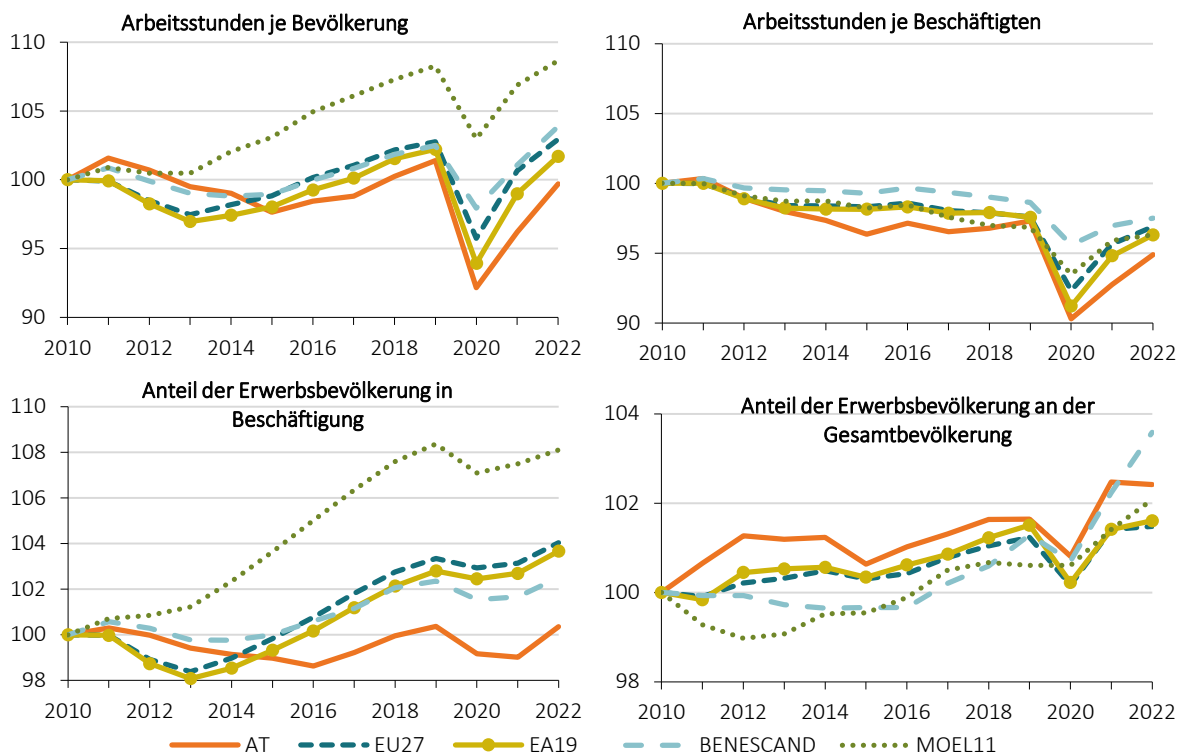 Arbeitsstunden je Bevölkerung
110
105
100
95
90
2010 2012 2014 2016 2018 2020 2022
Arbeitsstunden je Beschäftigten
110
105
100
95
90
2010 2012 2014 2016 2018 2020 2022
Anteil der Erwerbsbevölkerung in
Beschäftigung
110
108
106
104
102
100
98
2010 2012 2014 2016 2018 2020 2022
Anteil der Erwerbsbevölkerung an der
Gesamtbevölkerung
104
102
100
98
2010 2012 2014 2016 2018 2020 2022
AT EU27 EA19 BENESCAND MOEL11